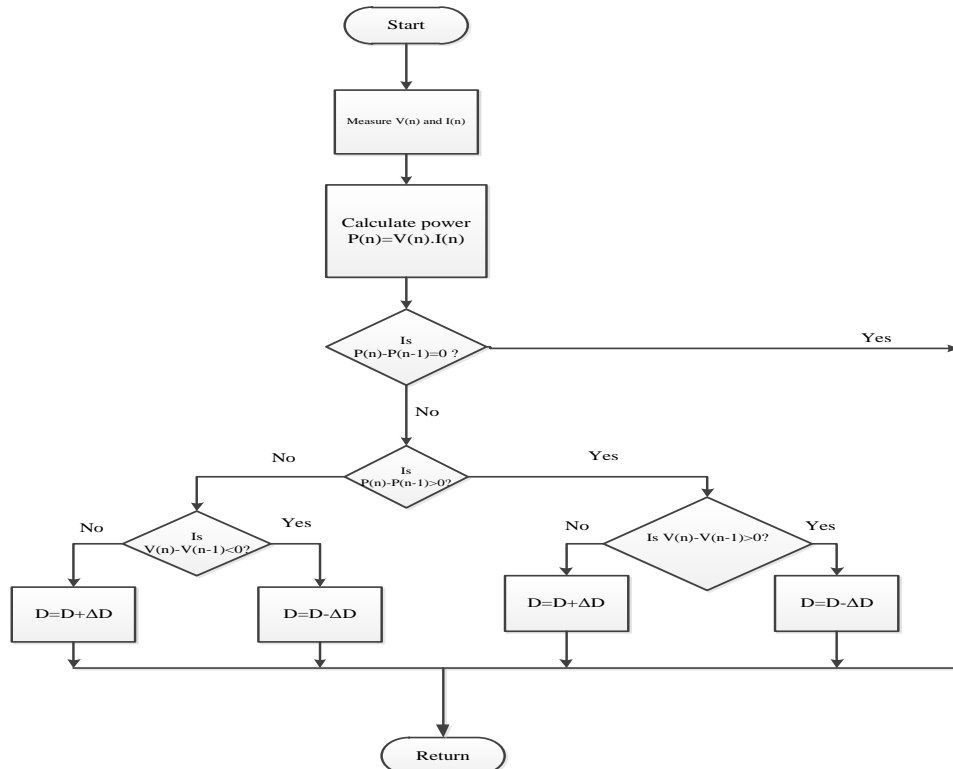 Start
Measure V(n) and I(n)
Calculate power
P(n)=V(n).I(n)
Is
P(n)-P(n-1)=0 ?
Yes
No
Is
P(n)-P(n-1)>0?
No
Yes
Is
V(n)-V(n-1)<0?
No
Yes
Is V(n)-V(n-1)>0?
No
Yes
D=D+ΔD
D=D-ΔD
D=D+ΔD
D=D-ΔD
Return